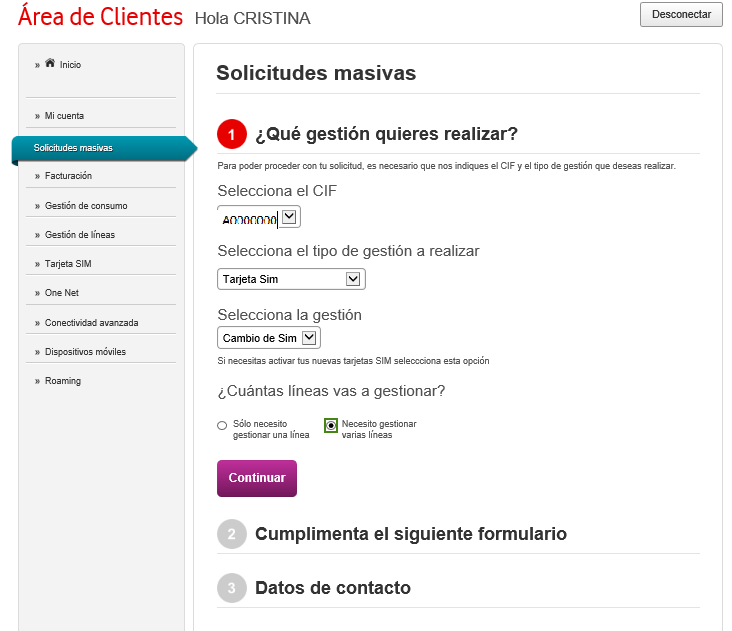 Área de Clientes Hola CRISTINA
Desconectar
» Inicio
» Mi cuenta
Solicitudes masivas
» Facturación
» Gestión de consumo
» Gestión de líneas
» Tarjeta SIM
» One Net
» Conectividad avanzada
» Dispositivos móviles
» Roaming
Solicitudes masivas
1 ¿Qué gestión quieres realizar?
Para poder proceder con tu solicitud, es necesario que nos indiques el CIF y el tipo de gestión que deseas realizar.
Selecciona el CIF
A0000000
Selecciona el tipo de gestión a realizar
Tarjeta Sim
Selecciona la gestión
Cambio de Sim
Si necesitas activar tus nuevas tarjetas SIM seleccciona esta opción
¿Cuántas líneas vas a gestionar?
Sólo necesito
gestionar una línea
Necesito gestionar
varias líneas
Continuar
2 Cumplimenta el siguiente formulario
3 Datos de contacto